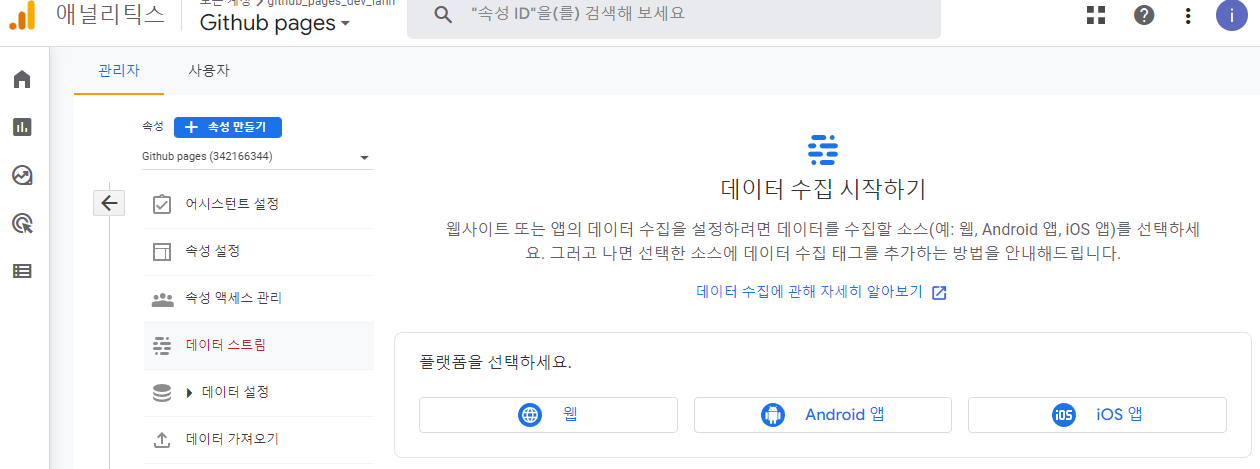 애널리틱스
Github pages
"속성 ID"을(를) 검색해 보세요
i
관리자
사용자
속성
속성 만들기
Github pages (342166344)
어시스턴트 설정
속성 설정
속성 액세스 관리
데이터 스트림
데이터 설정
데이터 가져오기
데이터 수집 시작하기
웹사이트 또는 앱의 데이터 수집을 설정하려면 데이터를 수집할 소스(예: 웹, Android 앱, iOS 앱)를 선택하세
요. 그러고 나면 선택한 소스에 데이터 수집 태그를 추가하는 방법을 안내해드립니다.
데이터 수집에 관해 자세히 알아보기
플랫폼을 선택하세요.
웹
Android 앱
iOS iOS 앱